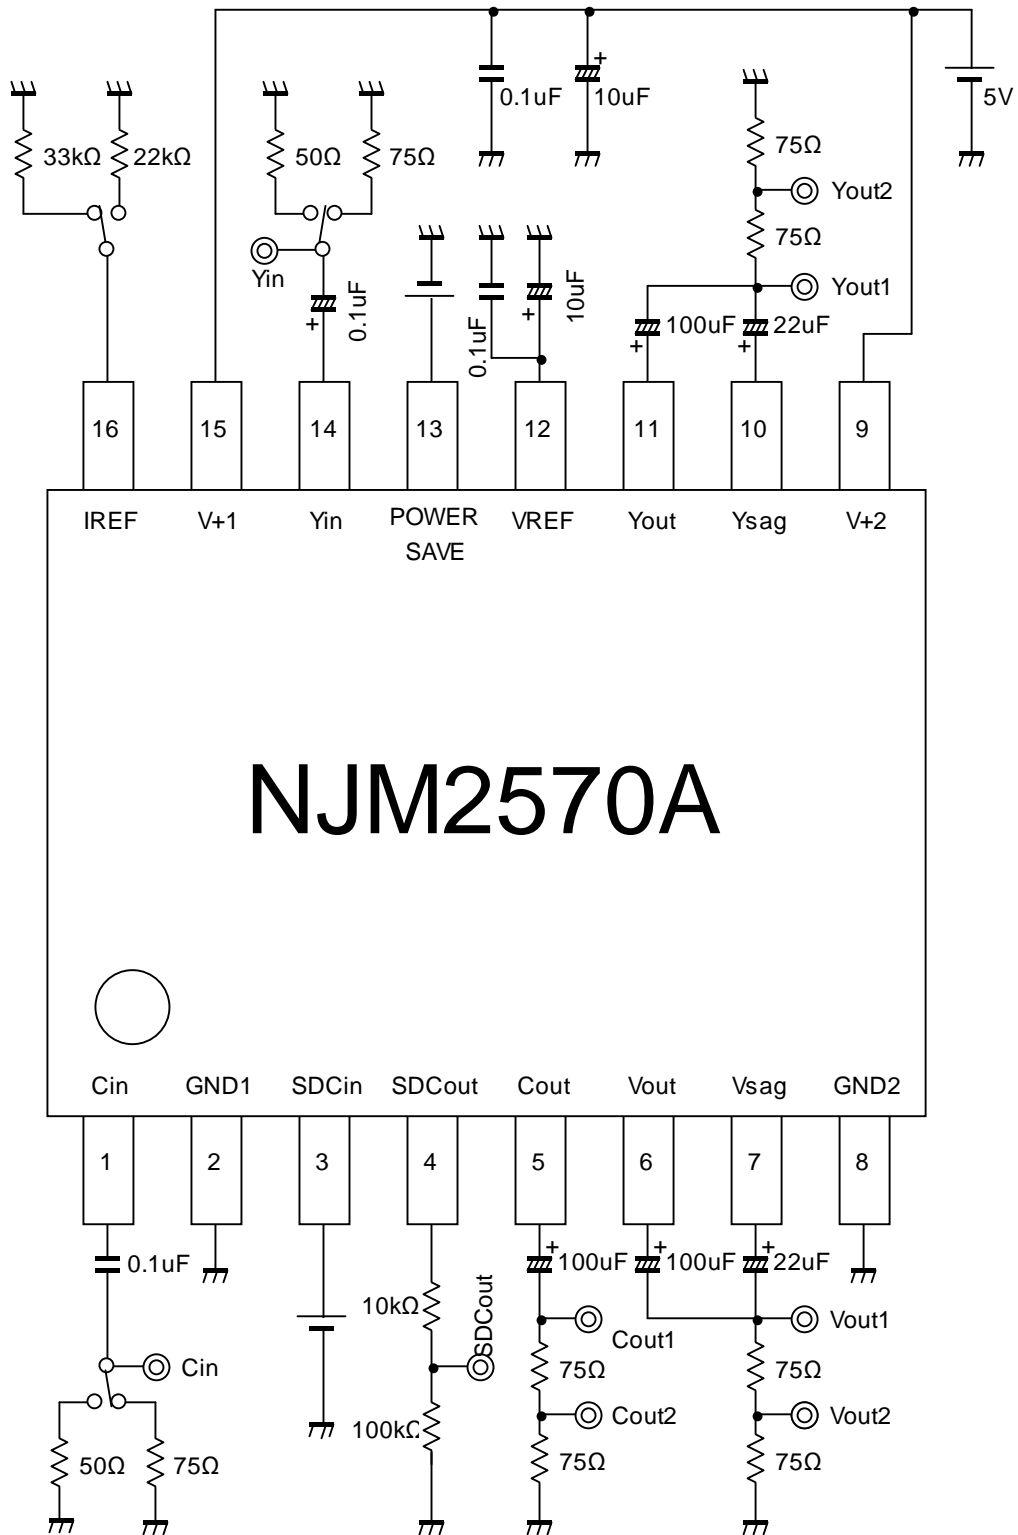 0.1uF
+
10uF
5V
33kΩ
22kΩ
50Ω
75Ω
75Ω
Yout2
75Ω
Yin
+
0.1uF
0.1uF
+
10uF
Yout1
+
100uF
+
22uF
16
15
14
13
12
11
10
9
IREF
V+1
Yin
POWER
SAVE
VREF
Yout
Ysag
V+2
NJM2570A
Cin
GND1
SDCin
SDCout
Cout
Vout
Vsag
GND2
1
2
3
4
5
6
7
8
0.1uF
+
100uF
+
100uF
+
22uF
10kΩ
SDCout
Cout1
Vout1
Cin
75Ω
75Ω
100kΩ
Cout2
Vout2
50Ω
75Ω
75Ω
75Ω